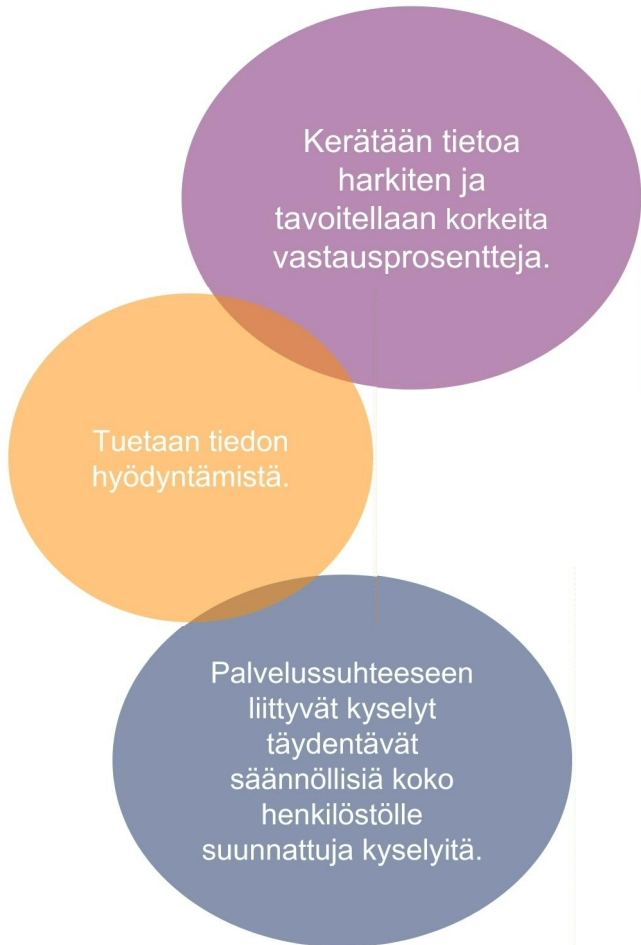 Kerätään tietoa
harkiten ja
tavoitellaan korkeita
vastausprosentteja.
Tuetaan tiedon
hyödyntämistä.
Palvelussuhteeseen
liittyvät kyselyt
täydentävät
säännöllisiä koko
henkilöstölle
suunnattuja kyselyitä.